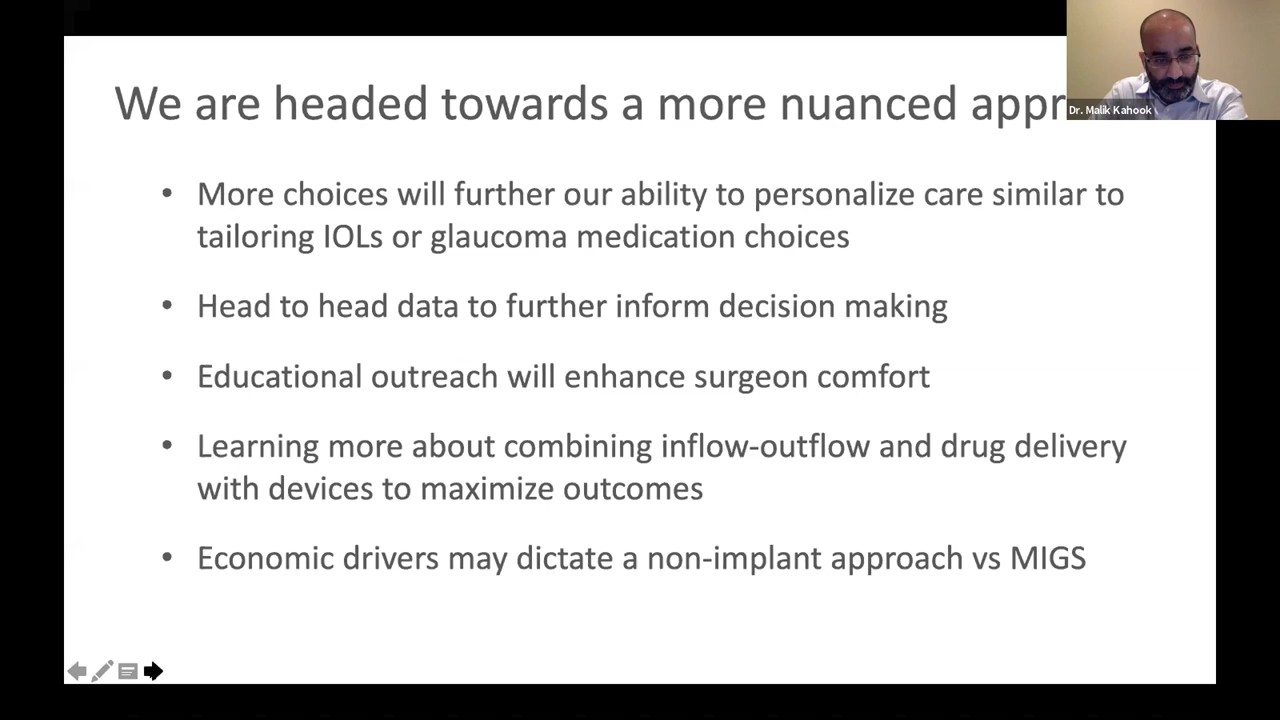 We are headed towards a more nuanced
Dr. Malik Kahook
• More choices will further our ability to personalize care similar to
tailoring IOLs or glaucoma medication choices
• Head to head data to further inform decision making
• Educational outreach will enhance surgeon comfort
• Learning more about combining inflow-outflow and drug delivery
with devices to maximize outcomes
• Economic drivers may dictate a non-implant approach vs MIGS